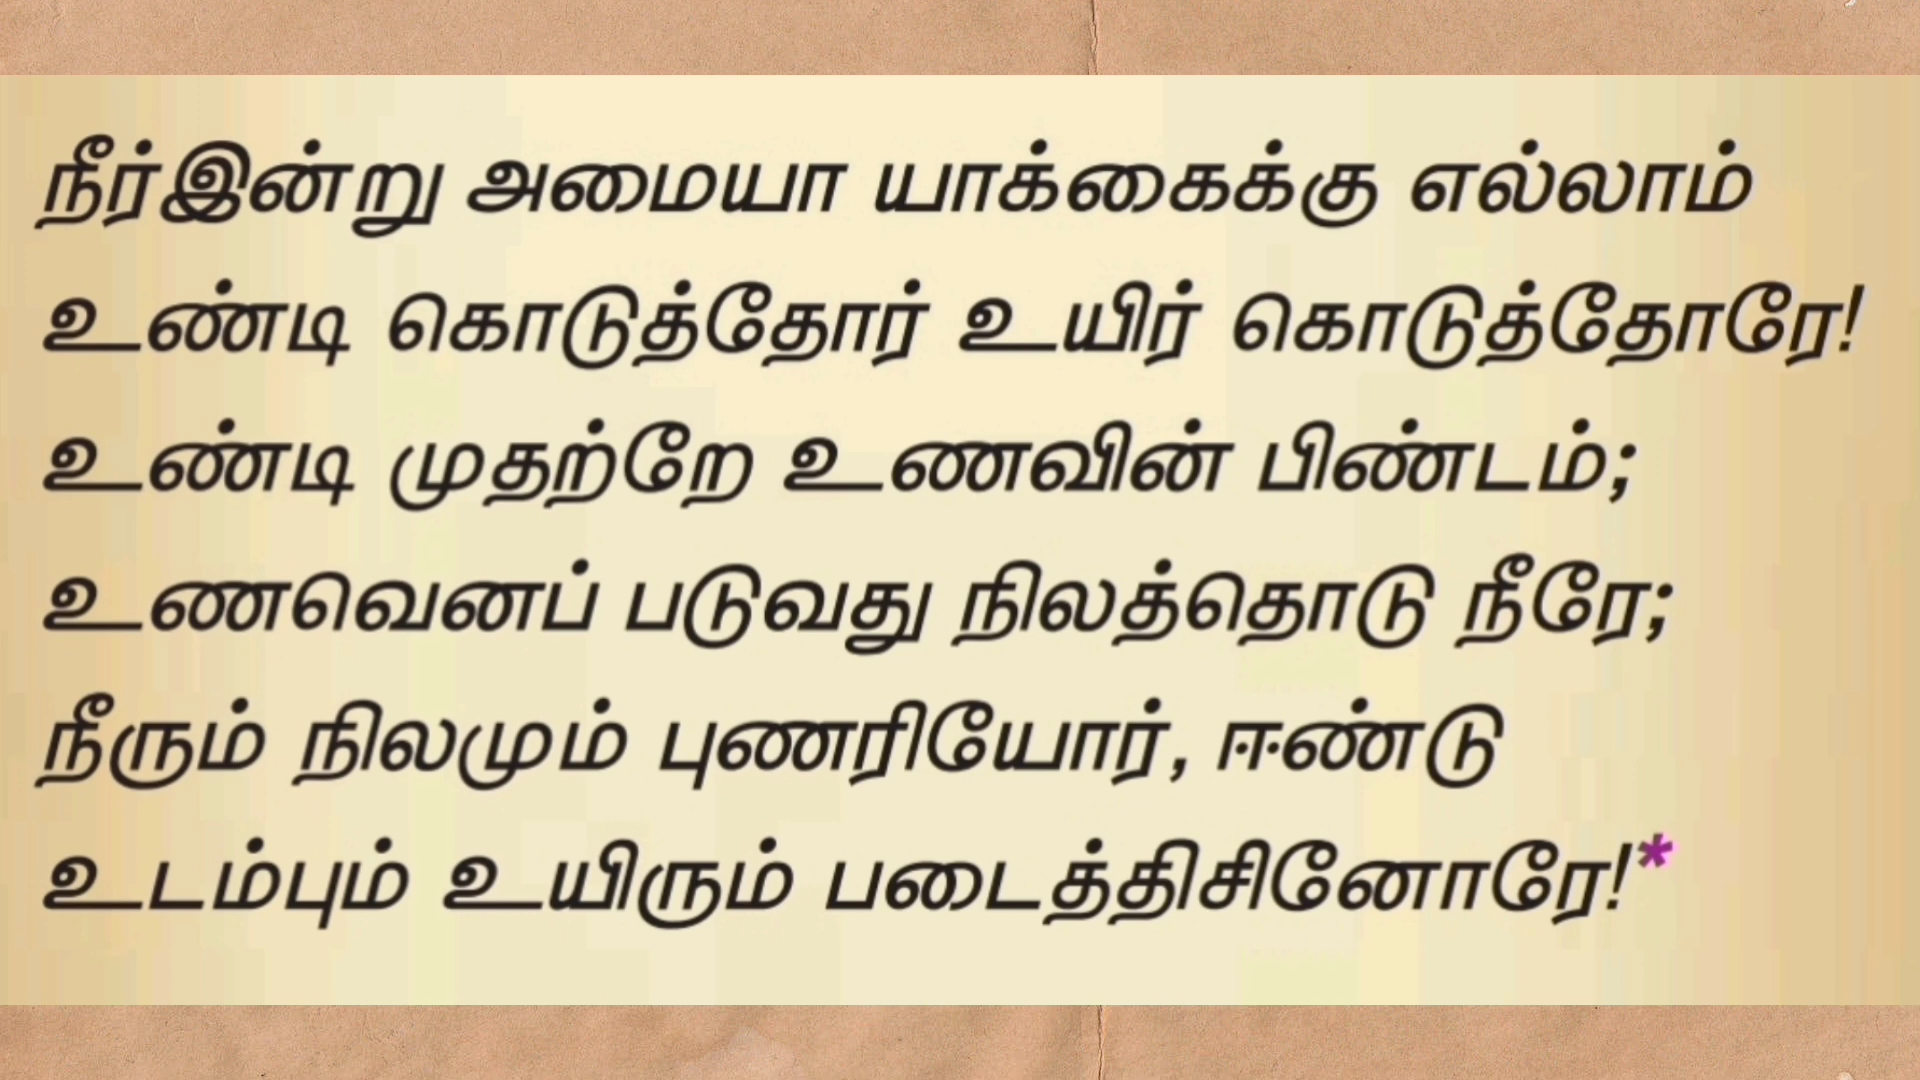 நீர்இன்று அமையா யாக்கைக்கு எல்லாம்
உண்டி கொடுத்தோர் உயிர் கொடுத்தோரே!
உண்டி முதற்றே உணவின் பிண்டம்;
உணவெனப் படுவது நிலத்தொடு நீரே;
நீரும் நிலமும் புணரியோர், ஈண்டு
உடம்பும் உயிரும் படைத்திசினோரே!*